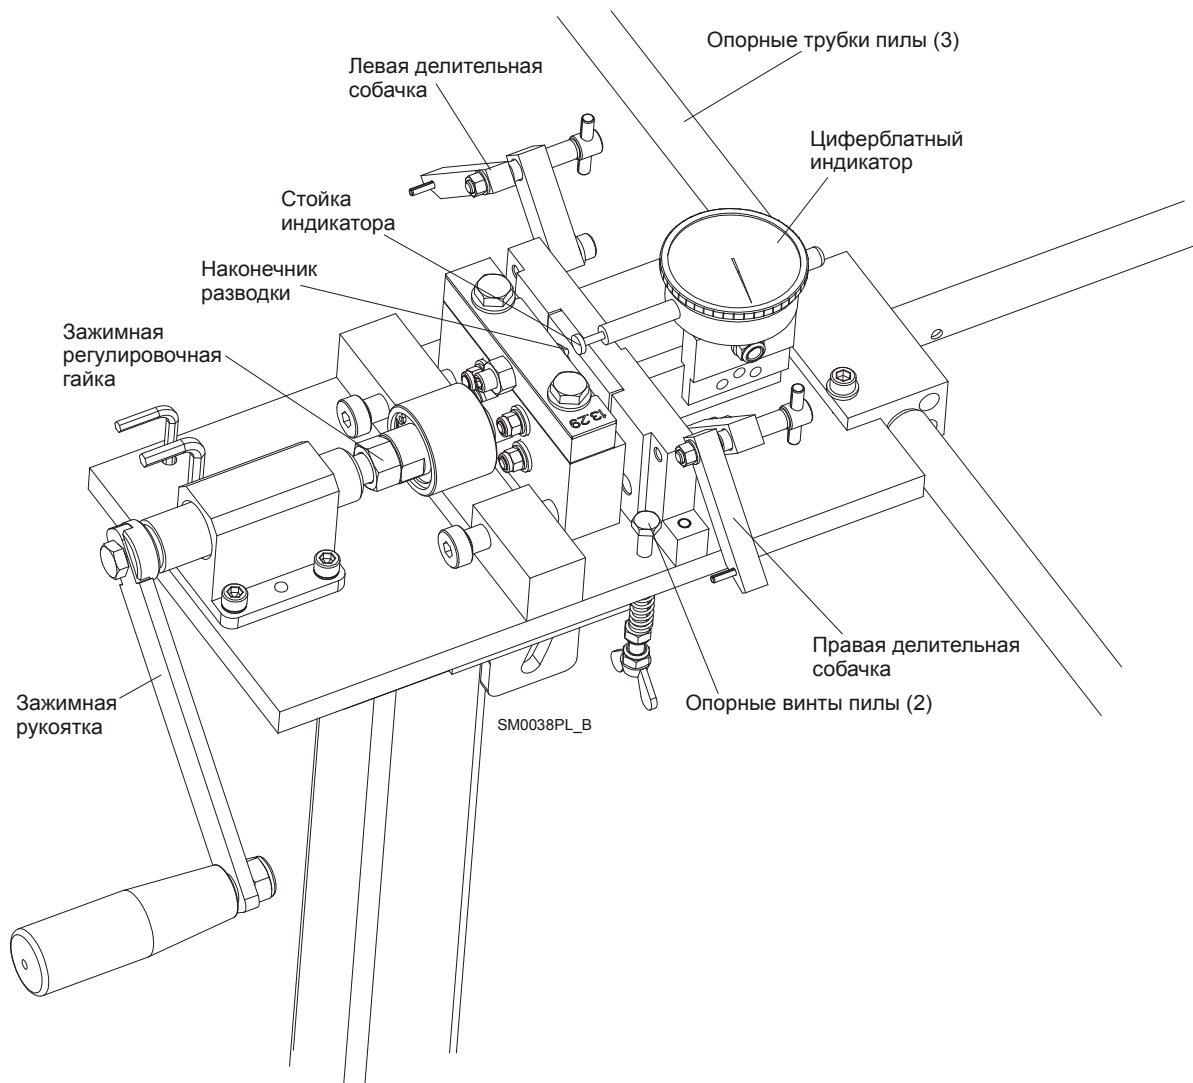 Опорные трубки пилы (3)
Левая делительная
собачка
Циферблатный
индикатор
Стойка
индикатора
Наконечник
разводки
Зажимная
регулировочная
гайка
13.29
Правая делительная
собачка
Зажимная
рукоятка
Опорные винты пилы (2)
SM0038PL_B